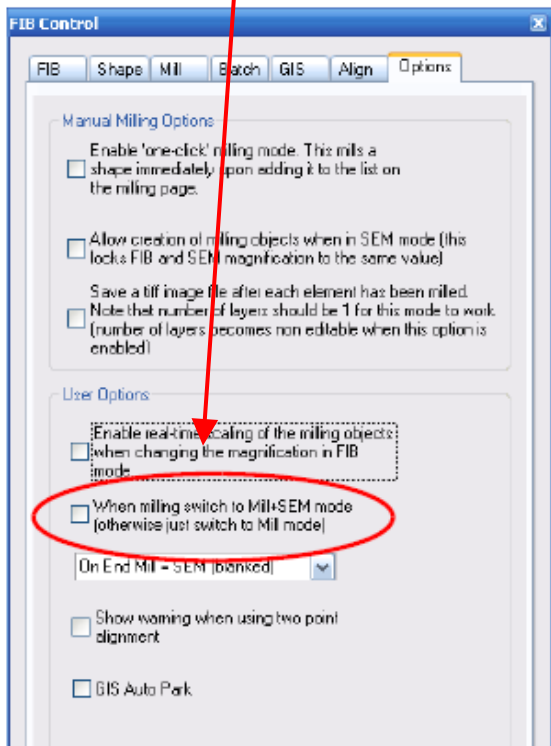 FIB Control
FIB Shape Mill Batch GIS Align Options
Manual Milling Options
Enable 'one-click' milling mode. This mills a
shape immediately upon adding it to the list on
the milling page.
Allow creation of milling objects when in SEM mode (this
locks FIB and SEM magnification to the same value)
Save a tiff image file after each element has been milled.
Note that number of layers should be 1 for this mode to work
(number of layers becomes non editable when this option is
enabled)
User Options
Enable real-time scaling of the milling objects
when changing the magnification in FIB
mode
When milling switch to Mill+SEM mode
(otherwise just switch to Mill mode)
On End Mill = SEM (blanked)
Show warning when using two point
alignment
GIS Auto Park